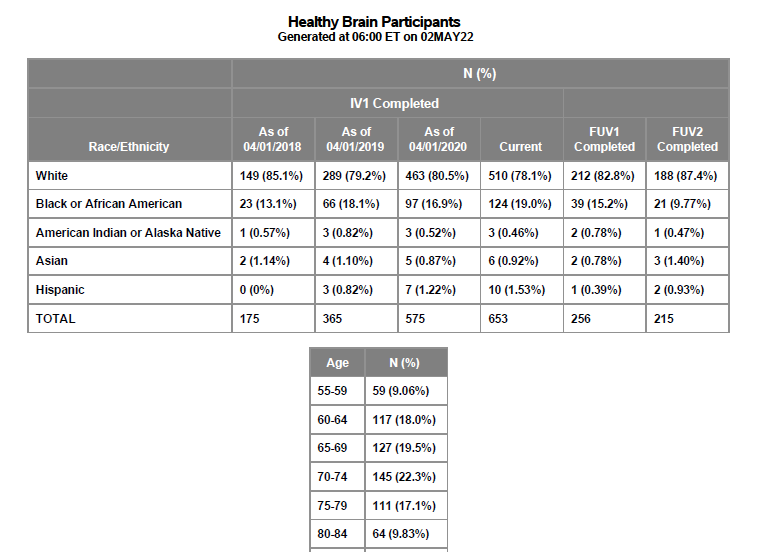 Healthy Brain Participants
Generated at 06:00 ET on 02MAY22
N (%)
IV1 Completed
Race/Ethnicity As of 04/01/2018 As of 04/01/2019 As of 04/01/2020 Current FUV1 Completed FUV2 Completed
White 149 (85.1%) 289 (79.2%) 463 (80.5%) 510 (78.1%) 212 (82.8%) 188 (87.4%)
Black or African American 23 (13.1%) 66 (18.1%) 97 (16.9%) 124 (19.0%) 39 (15.2%) 21 (9.77%)
American Indian or Alaska Native 1 (0.57%) 3 (0.82%) 3 (0.52%) 3 (0.46%) 2 (0.78%) 1 (0.47%)
Asian 2 (1.14%) 4 (1.10%) 5 (0.87%) 6 (0.92%) 2 (0.78%) 3 (1.40%)
Hispanic 0 (0%) 3 (0.82%) 7 (1.22%) 10 (1.53%) 1 (0.39%) 2 (0.93%)
TOTAL 175 365 575 653 256 215
Age N (%)
55-59 59 (9.06%)
60-64 117 (18.0%)
65-69 127 (19.5%)
70-74 145 (22.3%)
75-79 111 (17.1%)
80-84 64 (9.83%)